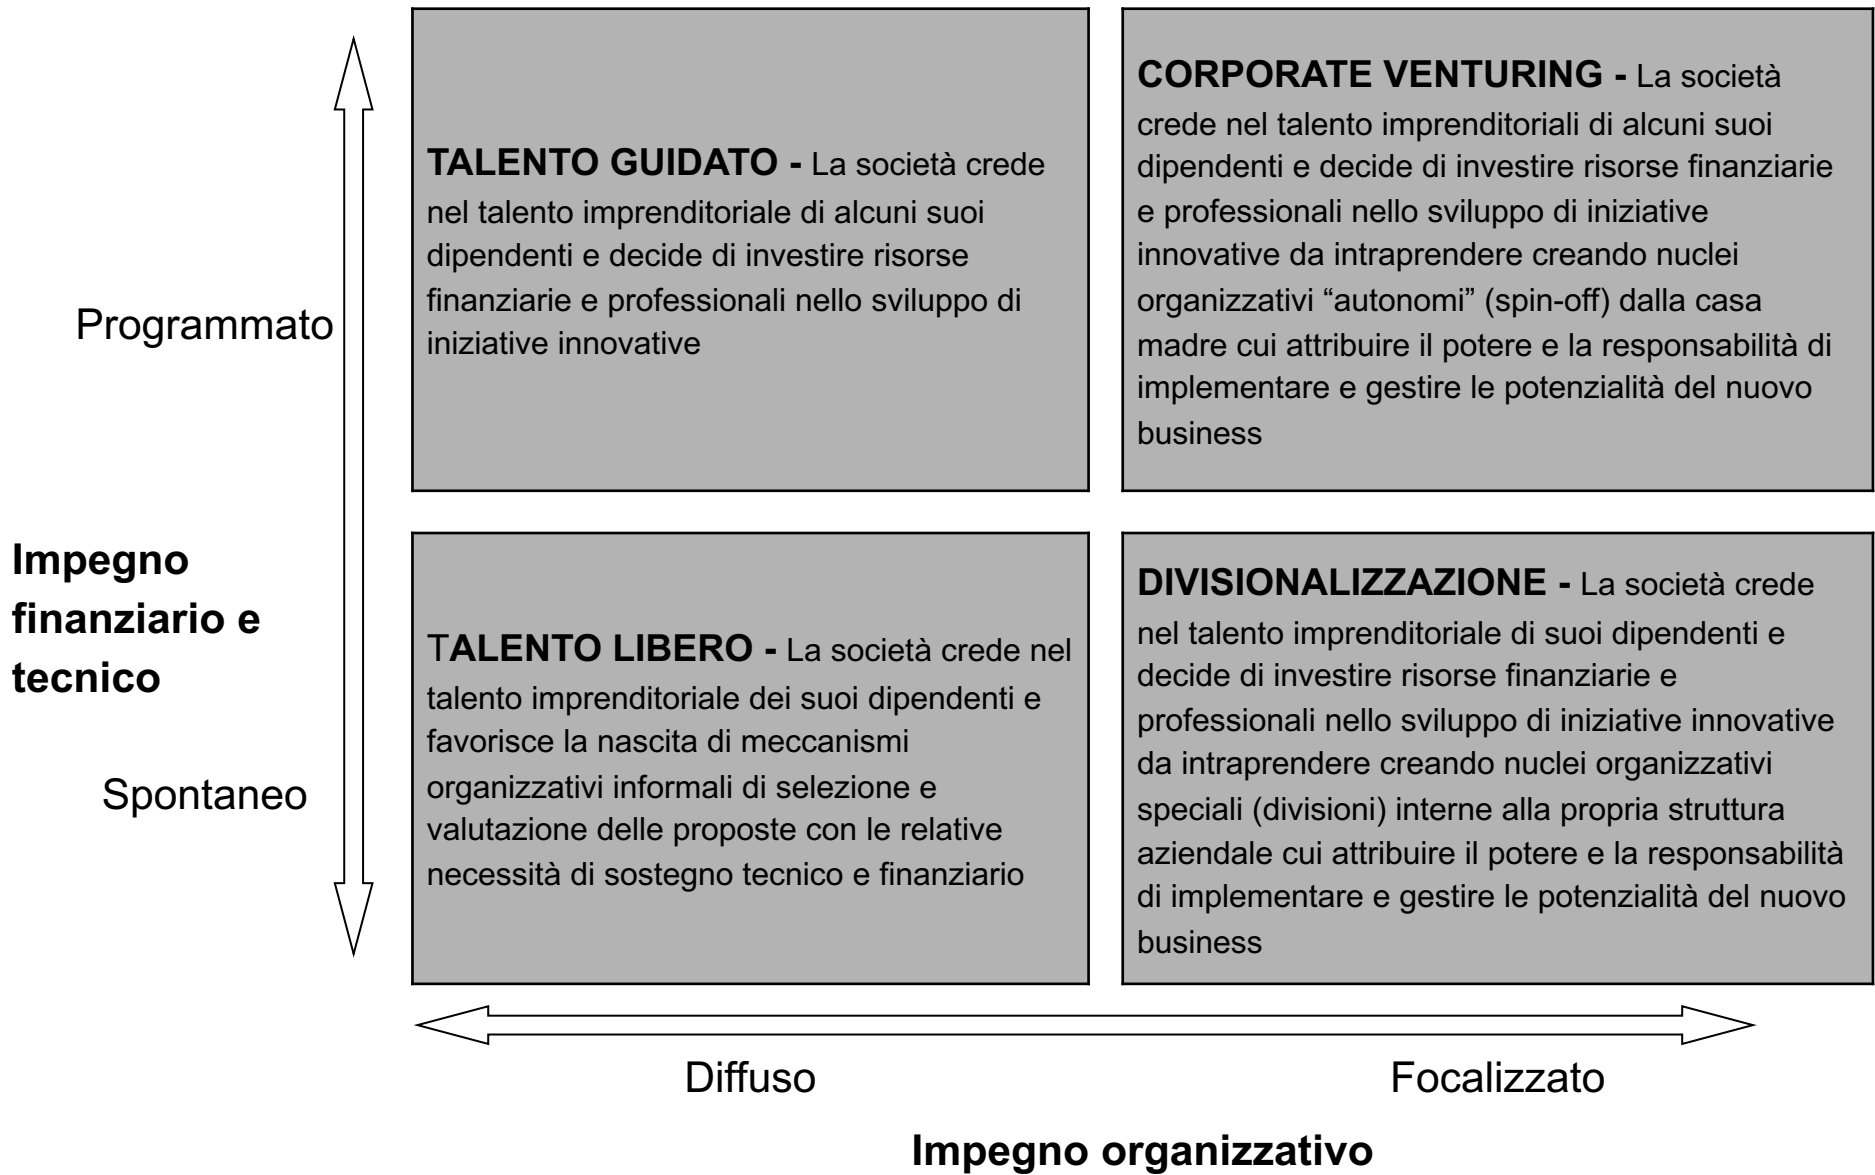 TALENTO GUIDATO - La società crede
nel talento imprenditoriale di alcuni suoi
dipendenti e decide di investire risorse
finanziarie e professionali nello sviluppo di
iniziative innovative
CORPORATE VENTURING - La società
crede nel talento imprenditoriali di alcuni suoi
dipendenti e decide di investire risorse finanziarie
e professionali nello sviluppo di iniziative
innovative da intraprendere creando nuclei
organizzativi “autonomi” (spin-off) dalla casa
madre cui attribuire il potere e la responsabilità di
implementare e gestire le potenzialità del nuovo
business
Programmato
Impegno
finanziario e
tecnico
Spontaneo
TALENTO LIBERO - La società crede nel
talento imprenditoriale dei suoi dipendenti e
favorisce la nascita di meccanismi
organizzativi informali di selezione e
valutazione delle proposte con le relative
necessità di sostegno tecnico e finanziario
DIVISIONALIZZAZIONE - La società crede
nel talento imprenditoriale di suoi dipendenti e
decide di investire risorse finanziarie e
professionali nello sviluppo di iniziative innovative
da intraprendere creando nuclei organizzativi
speciali (divisioni) interne alla propria struttura
aziendale cui attribuire il potere e la responsabilità
di implementare e gestire le potenzialità del nuovo
business
Diffuso
Focalizzato
Impegno organizzativo